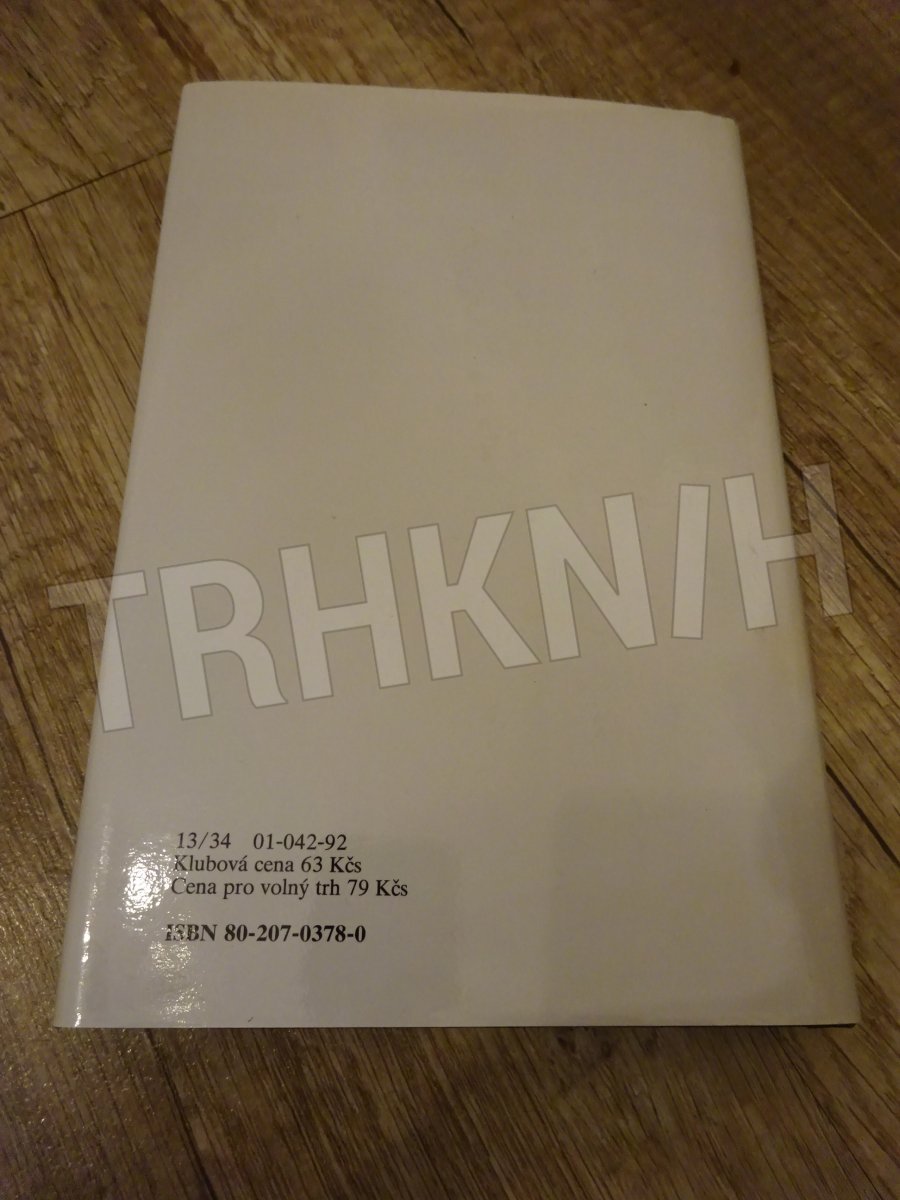 TRHKNIH
13/34 01-042-92
Klubová cena 63 Kčs
Cena pro volný trh 79 Kčs
ISBN 80-207-0378-0